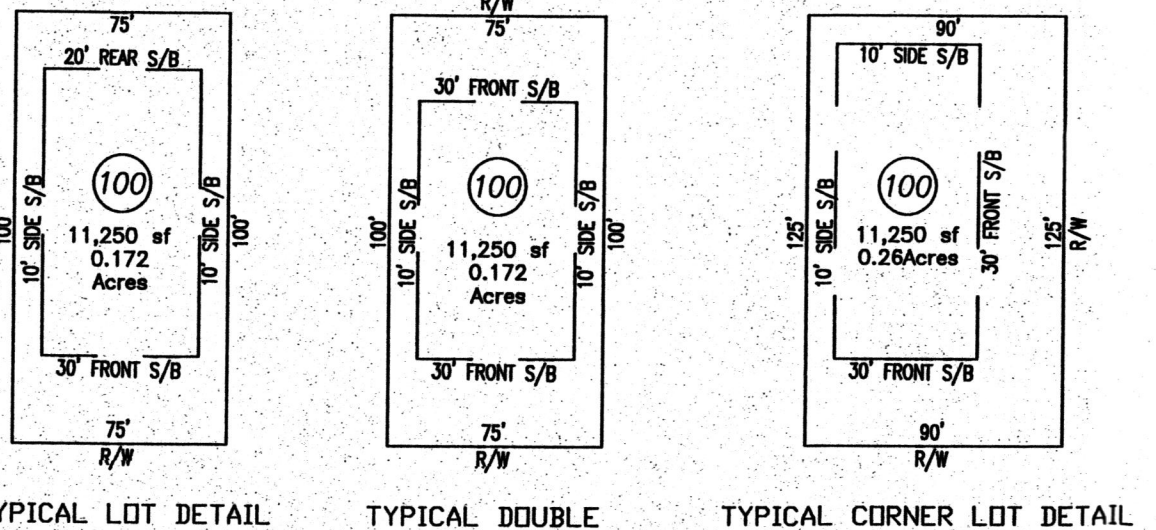 75'
20' REAR S/B
100'
10' SIDE S/B
100
11,250 sf
0.172
Acres
10' SIDE S/B
100'
30' FRONT S/B
75'
R/W
YPICAL LOT DETAIL
R/W
75'
30' FRONT S/B
100'
10' SIDE S/B
100
11,250 sf
0.172
Acres
10' SIDE S/B
100'
30' FRONT S/B
75'
R/W
TYPICAL DOUBLE
90'
10' SIDE S/B
125'
10' SIDE S/B
100
11,250 sf
0.26Acres
30' FRONT S/B
125'
R/W
30' FRONT S/B
90'
R/W
TYPICAL CORNER LOT DETAIL